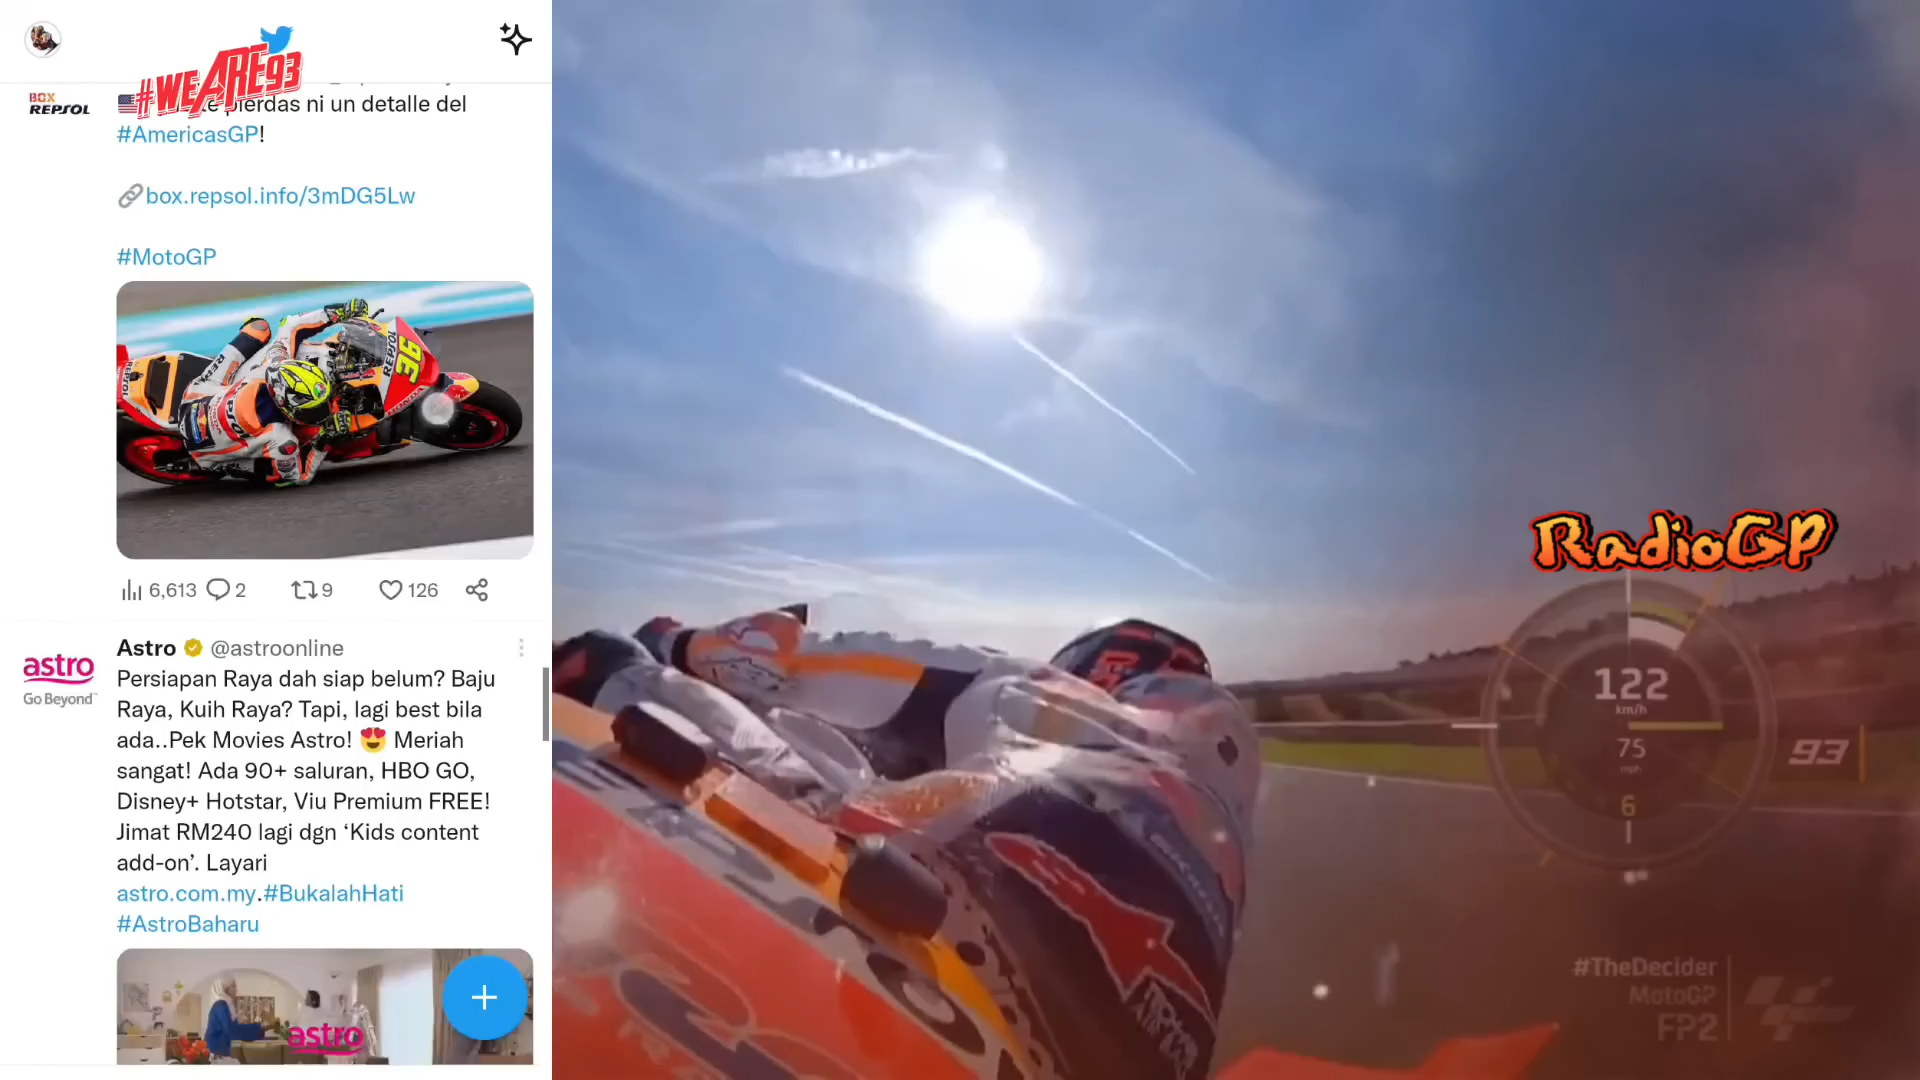 #WEARE93
BOX
REPSOL
pierdas ni un detalle del
#AmericasGP!
box.repsol.info/3mDG5Lw
#MotoGP
REPSOL
36
6,613 2 9 126
Astro @astroonline
astro
Go Beyond
Persiapan Raya dah siap belum? Baju
Raya, Kuih Raya? Tapi, lagi best bila
ada..Pek Movies Astro! 😍 Meriah
sangat! Ada 90+ saluran, HBO GO,
Disney+ Hotstar, Viu Premium FREE!
Jimat RM240 lagi dgn ‘Kids content
add-on’. Layari
astro.com.my.#BukalahHati
#AstroBaharu
astro
RadioGP
122
km/h
75
mph
6
93
#TheDecider
MotoGP
FP2